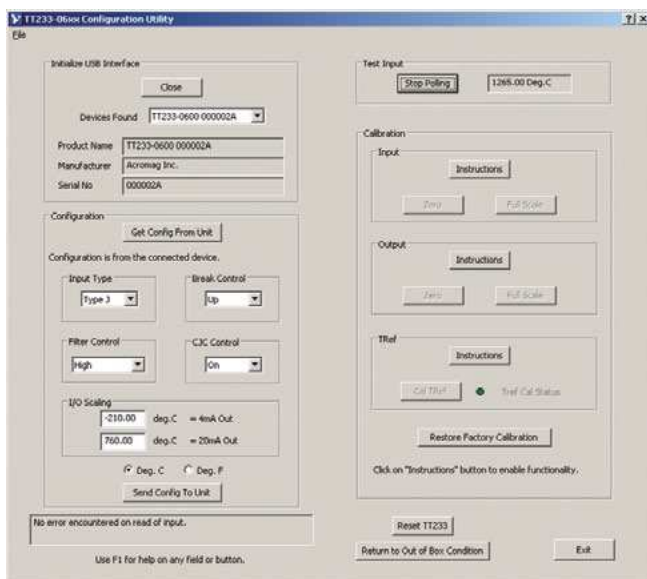 TT233-06xx Configuration Utility
File
Initialize USB Interface
Close
Devices Found TT233-0600 000002A
Product Name TT233-0600 000002A
Manufacturer Acromag Inc.
Serial No 000002A
Configuration
Get Config From Unit
Configuration is from the connected device.
Input Type
Type J
Break Control
Up
Filter Control
High
CJC Control
On
I/O Scaling
-210.00 deg.C = 4mA Out
760.00 deg.C = 20mA Out
Deg. C Deg. F
Send Config To Unit
No error encountered on read of input.
Use F1 for help on any field or button.
Test Input
Stop Polling 1265.00 Deg.C
Calibration
Input
Instructions
Zero Full Scale
Output
Instructions
Zero Full Scale
TRef
Instructions
Cal TRef Tref Cal Status
Restore Factory Calibration
Click on "Instructions" button to enable functionality.
Reset TT233
Return to Out of Box Condition Exit